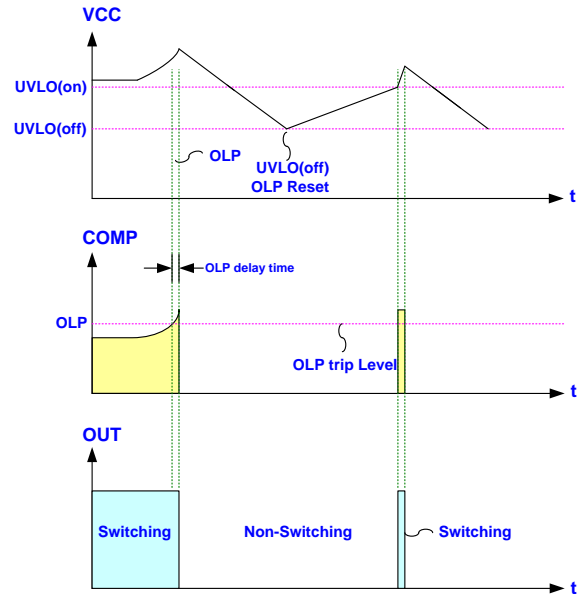 VCC
UVLO(on)
UVLO(off)
OLP
UVLO(off)
OLP Reset
t
COMP
OLP delay time
OLP
OLP trip Level
t
OUT
Switching
Non-Switching
Switching
t